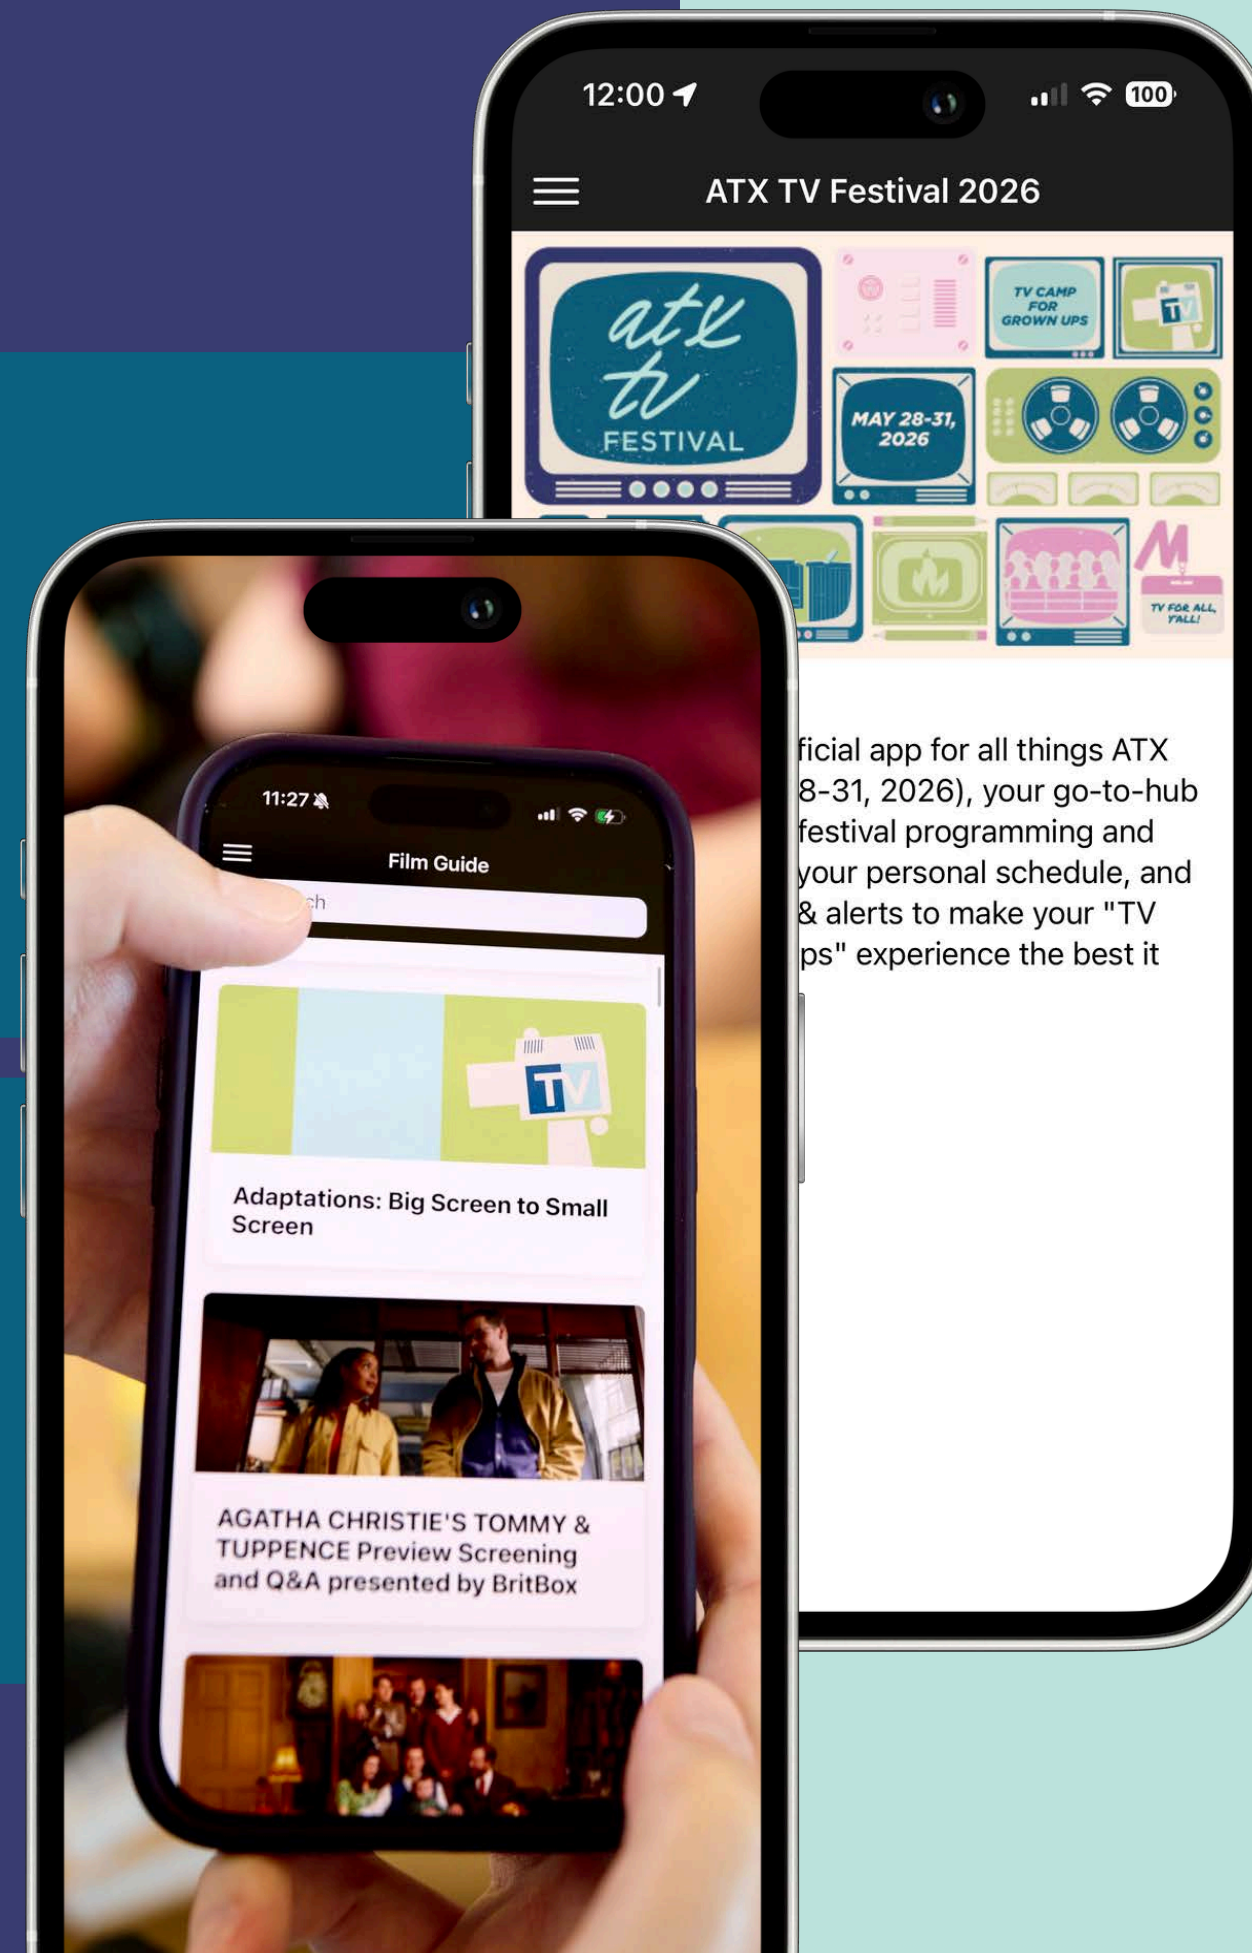 12:00
100
ATX TV Festival 2026
atx
tv
FESTIVAL
TV CAMP
FOR
GROWN UPS
TV
MAY 28-31,
2026
TV FOR ALL,
Y'ALL!
ficial app for all things ATX
8-31, 2026), your go-to-hub
festival programming and
your personal schedule, and
& alerts to make your "TV
ps" experience the best it
11:27
Film Guide
ch
TV
Adaptations: Big Screen to Small
Screen
AGATHA CHRISTIE'S TOMMY &
TUPPENCE Preview Screening
and Q&A presented by BritBox